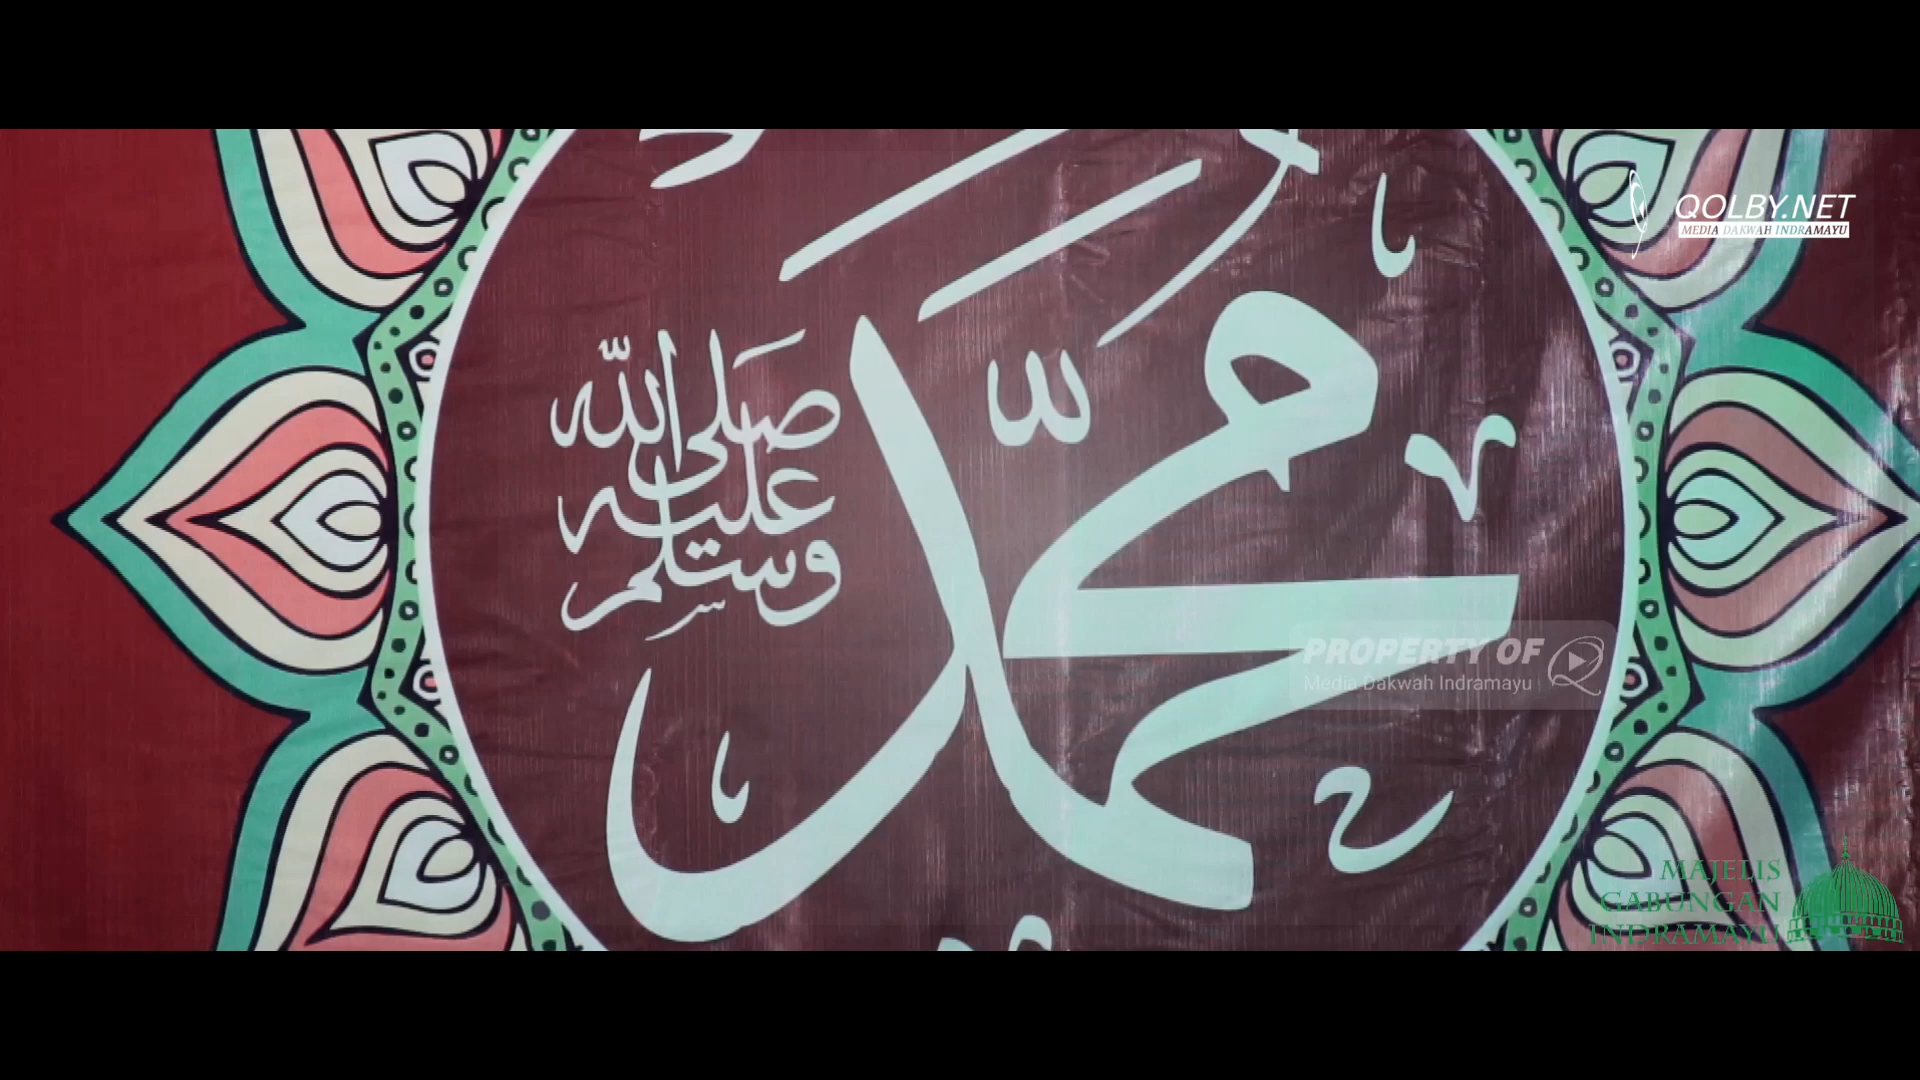 QOLBY.NET
MEDIA DAKWAH INDRAMAYU
محمد
صلى الله
عليه
وسلم
PROPERTY OF
Media Dakwah Indramayu
MAJELIS
GABUNGAN
INDRAMAYU